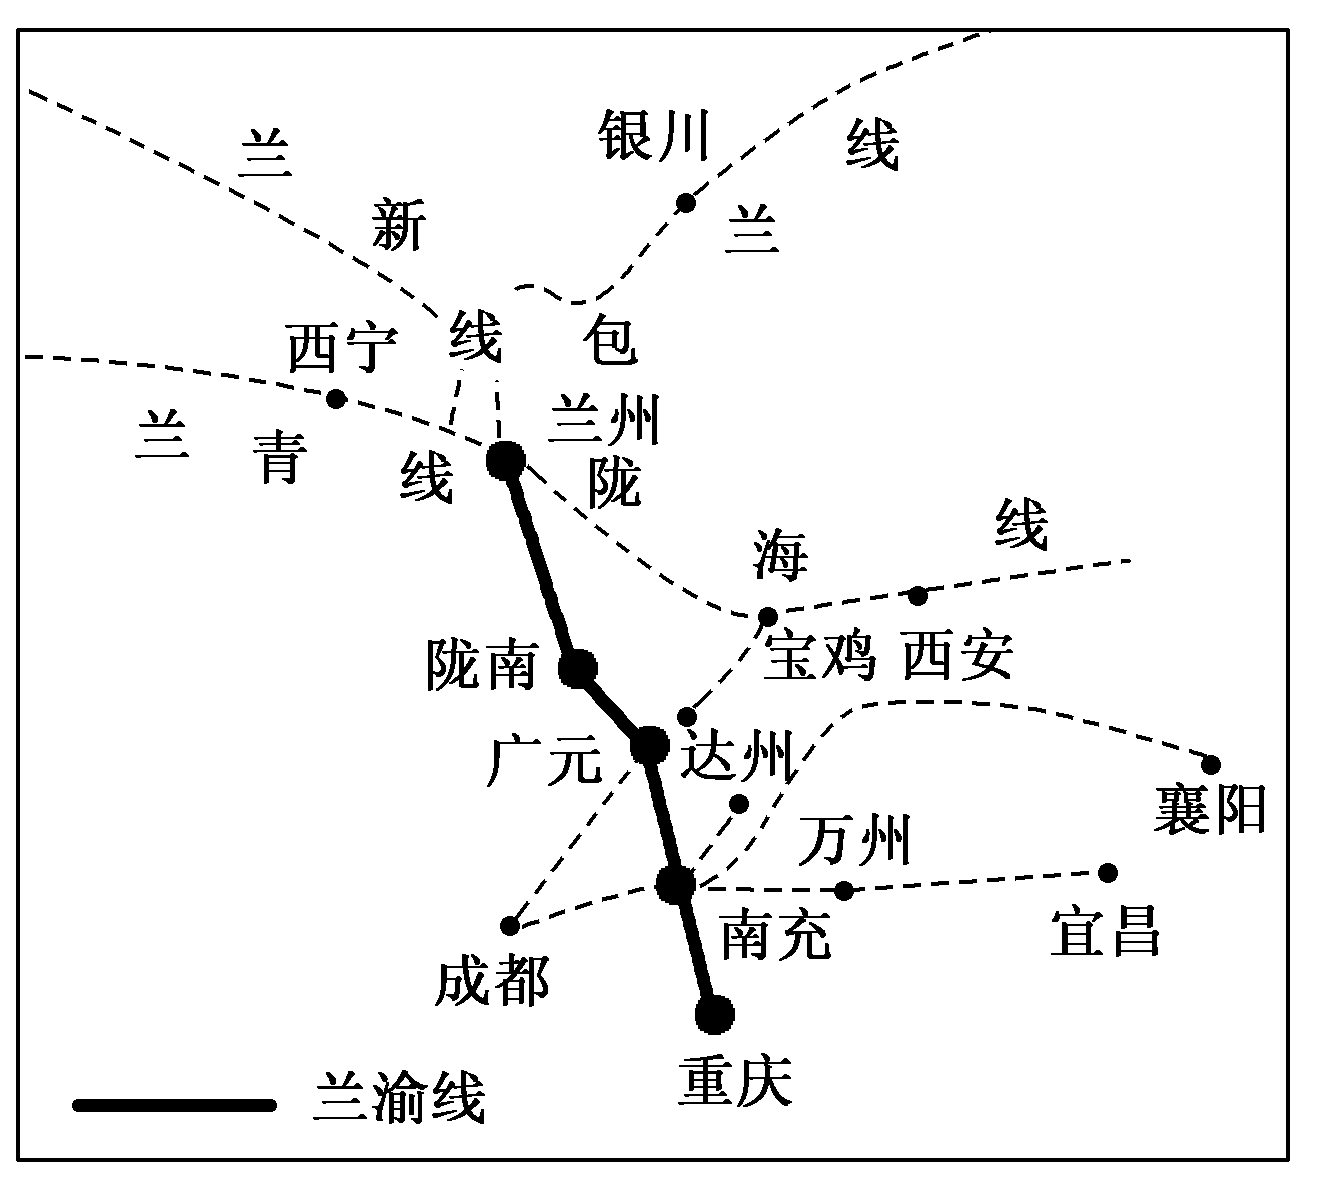 银川
兰新线
兰包线
西宁
兰州
兰青线
陇海线
宝鸡
西安
陇南
广元
达州
襄阳
万州
南充
宜昌
成都
重庆
兰渝线